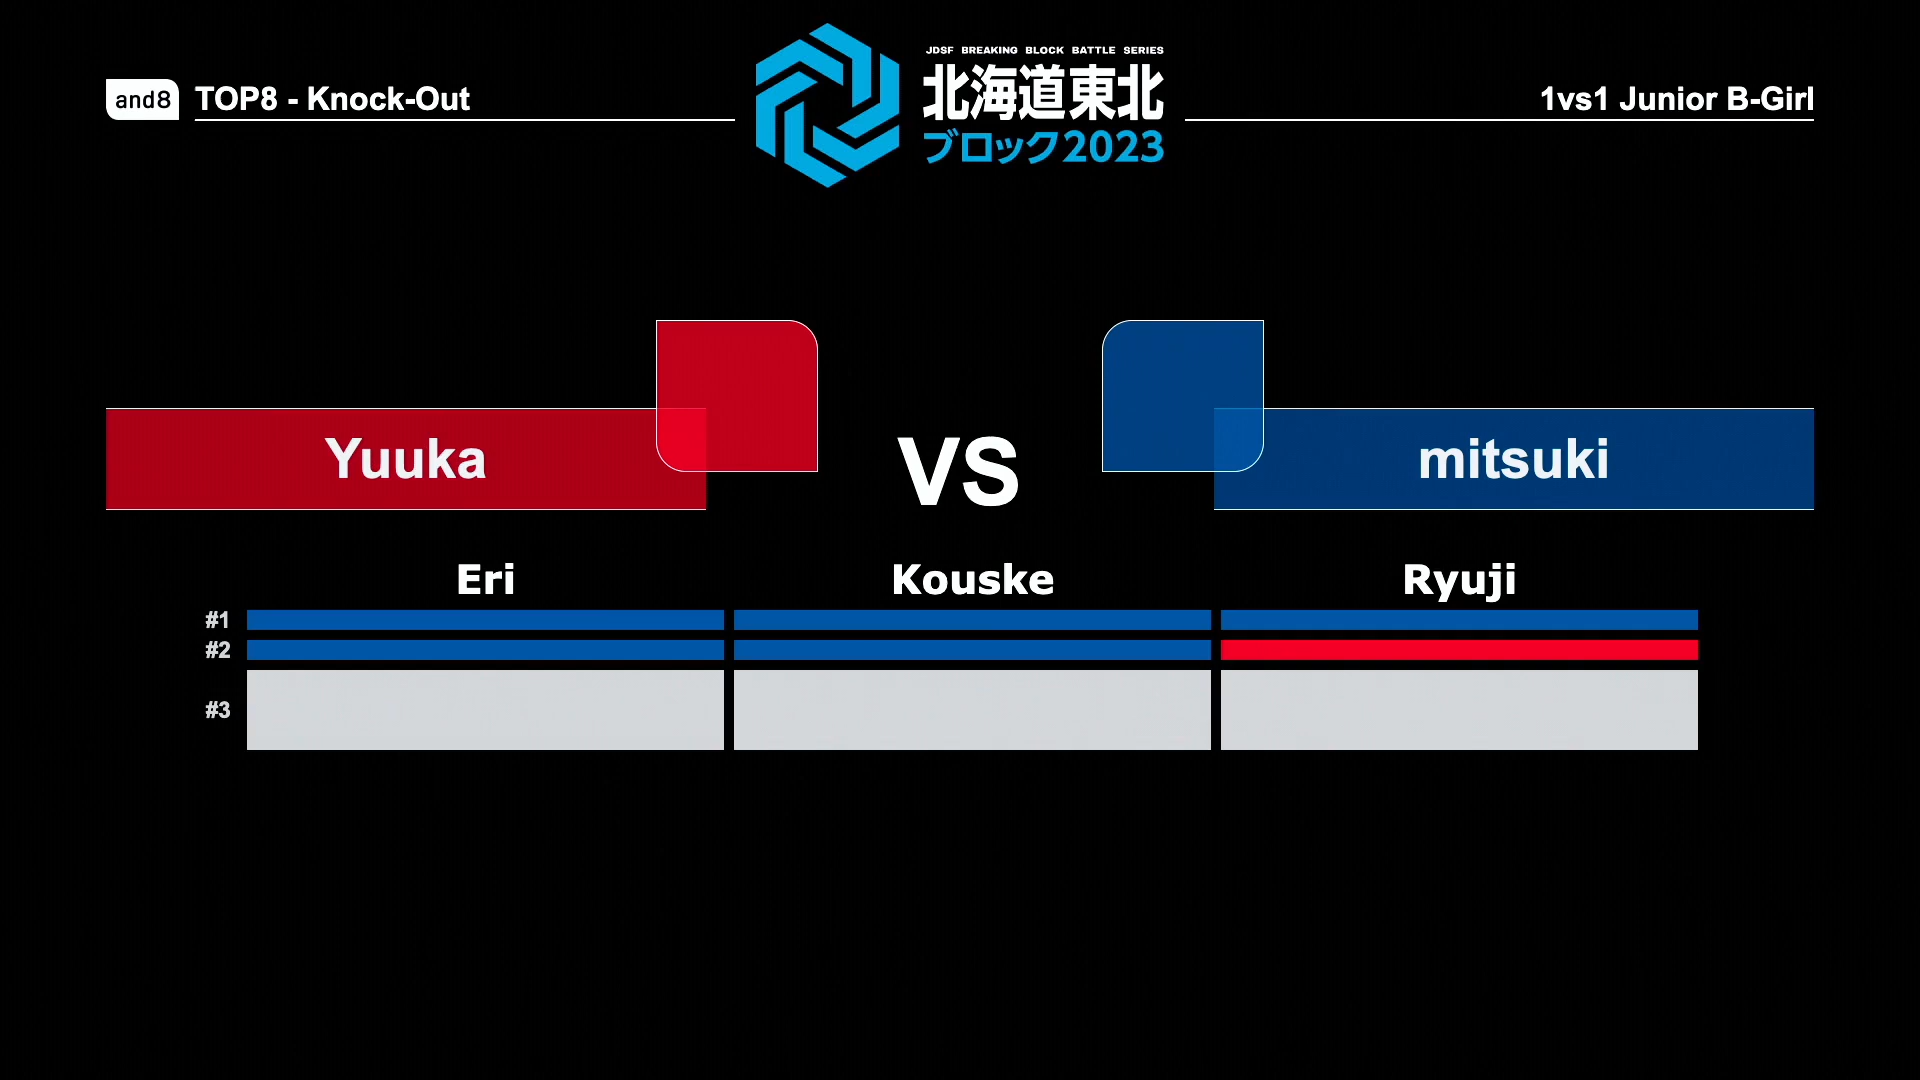 and8
TOP8 - Knock-Out
JDSF BREAKING BLOCK BATTLE SERIES
北海道東北
ブロック2023
1vs1 Junior B-Girl
Yuuka
VS
mitsuki
Eri
Kouske
Ryuji
#1
#2
#3